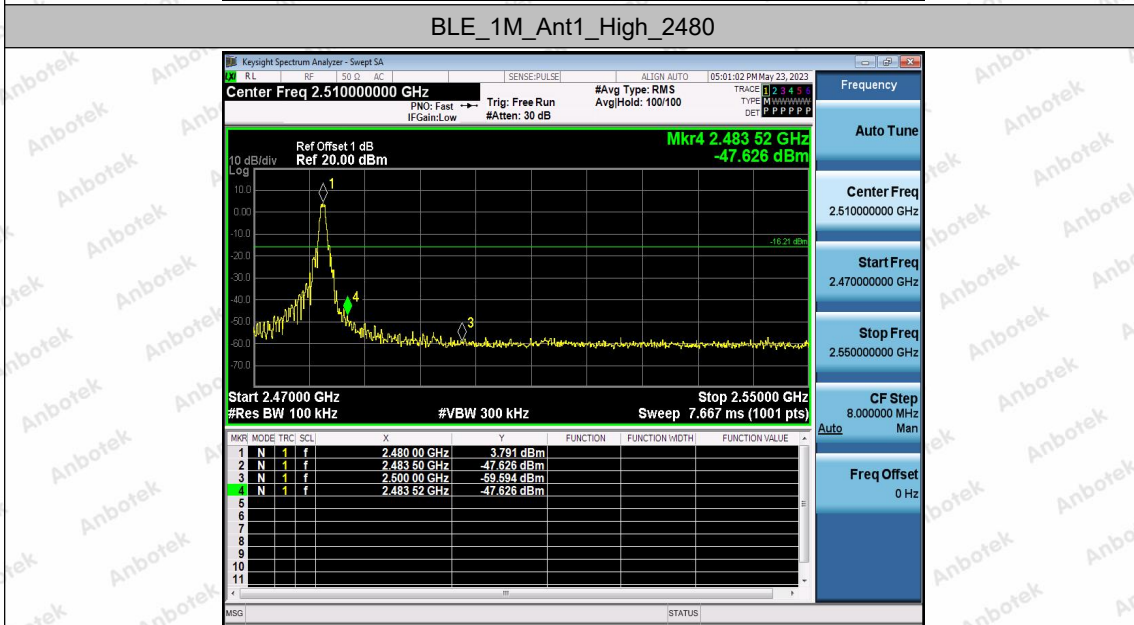 BLE_1M_Ant1_High_2480
Keysight Spectrum Analyzer - Swept SA
LXI RL RF 50 Ω AC SENSE:PULSE ALIGN AUTO 05:01:02 PM May 23, 2023
Center Freq 2.510000000 GHz
PNO: Fast
IFGain:Low
Trig: Free Run
#Atten: 30 dB
#Avg Type: RMS
Avg|Hold: 100/100
TRACE 1 2 3 4 5 6
TYPE M W W W W W
DET P P P P P P
Mkr4 2.483 52 GHz
-47.626 dBm
Ref Offset 1 dB
10 dB/div Ref 20.00 dBm
Log
10.0
0.00
-10.0
-20.0
-30.0
-40.0
-50.0
-60.0
-70.0
1
-16.21 dBm
4
3
Start 2.47000 GHz Stop 2.55000 GHz
#Res BW 100 kHz #VBW 300 kHz Sweep 7.667 ms (1001 pts)
MKR MODE TRC SCL X Y FUNCTION FUNCTION WIDTH FUNCTION VALUE
1 N 1 f 2.480 00 GHz 3.791 dBm
2 N 1 f 2.483 50 GHz -47.626 dBm
3 N 1 f 2.500 00 GHz -59.594 dBm
4 N 1 f 2.483 52 GHz -47.626 dBm
5
6
7
8
9
10
11
MSG STATUS
Frequency
Auto Tune
Center Freq
2.510000000 GHz
Start Freq
2.470000000 GHz
Stop Freq
2.550000000 GHz
CF Step
8.000000 MHz
Auto Man
Freq Offset
0 Hz
Anbotek